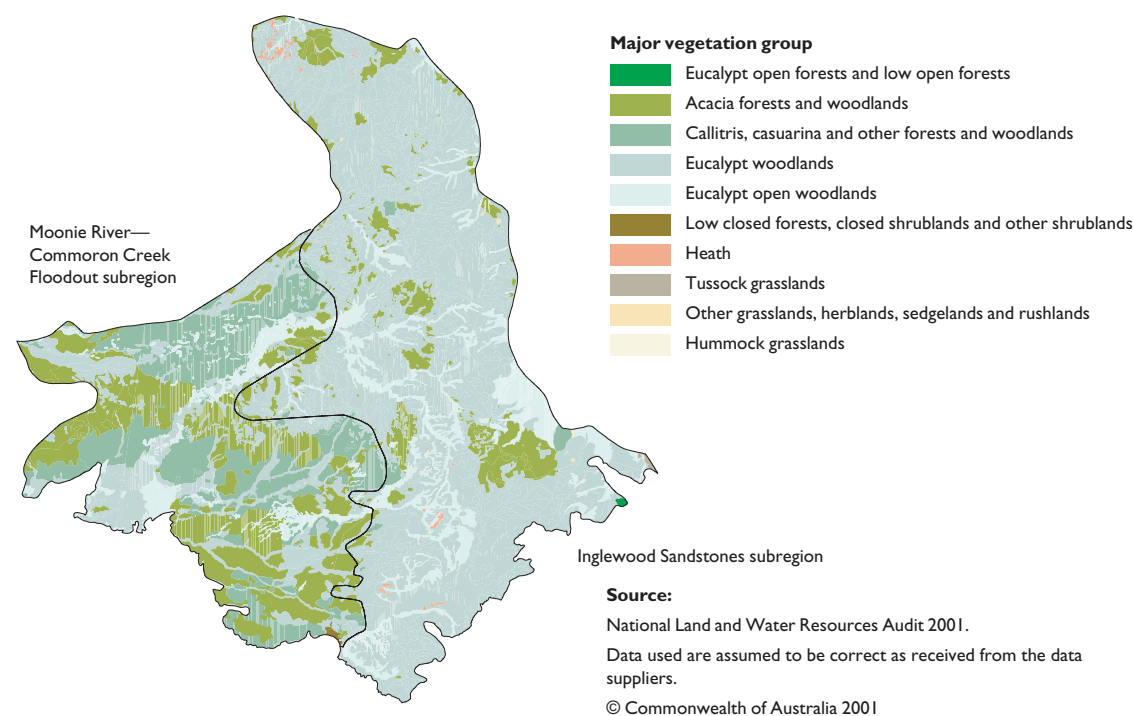 Major vegetation group
Eucalypt open forests and low open forests
Acacia forests and woodlands
Callitris, casuarina and other forests and woodlands
Eucalypt woodlands
Eucalypt open woodlands
Low closed forests, closed shrublands and other shrublands
Heath
Tussock grasslands
Other grasslands, herblands, sedgelands and rushlands
Hummock grasslands
Moonie River—
Commoron Creek
Floodout subregion
Inglewood Sandstones subregion
Source:
National Land and Water Resources Audit 2001.
Data used are assumed to be correct as received from the data
suppliers.
© Commonwealth of Australia 2001